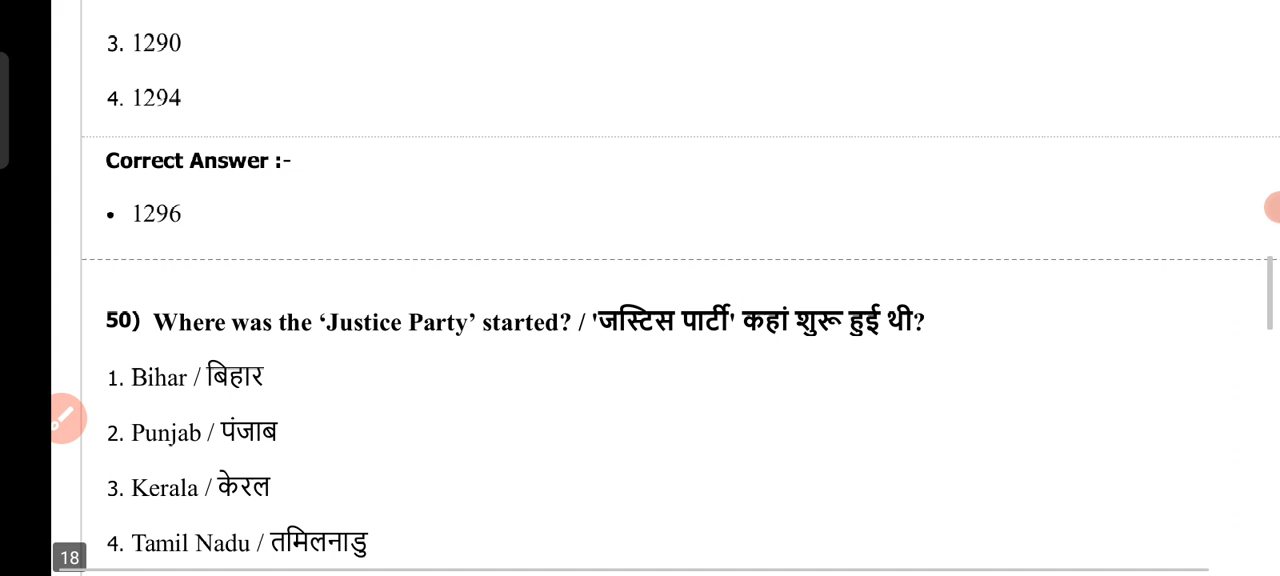 3. 1290
4. 1294
Correct Answer :-
• 1296
50) Where was the ‘Justice Party’ started? / 'जस्टिस पार्टी' कहां शुरू हुई थी?
1. Bihar / बिहार
2. Punjab / पंजाब
3. Kerala / केरल
4. Tamil Nadu / तमिलनाडु
18